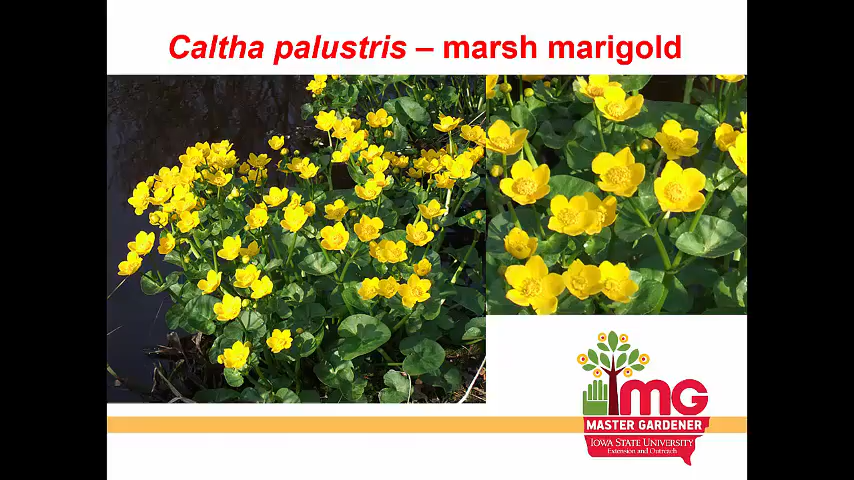 Caltha palustris – marsh marigold
MG
MASTER GARDENER
IOWA STATE UNIVERSITY
Extension and Outreach